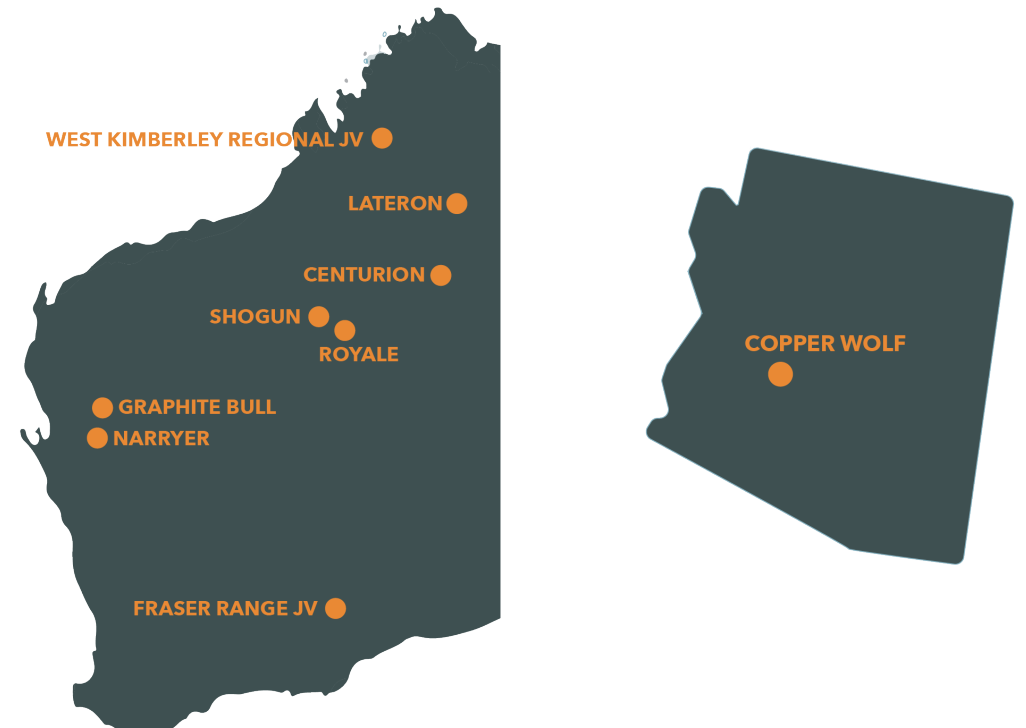 WEST KIMBERLEY REGIONAL JV
LATERON
CENTURION
SHOGUN
ROYALE
COPPER WOLF
GRAPHITE BULL
NARRYER
FRASER RANGE JV